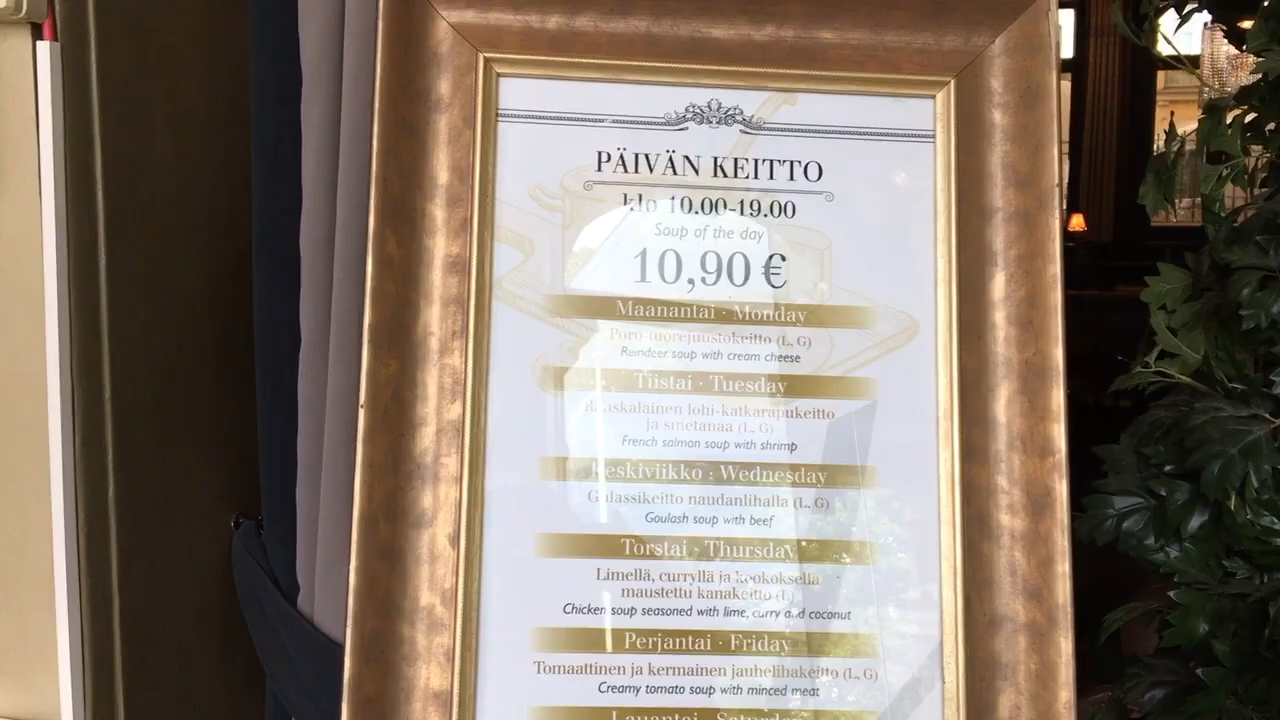 PÄIVÄN KEITTO
klo 10.00-19.00
Soup of the day
10,90 €
Maanantai · Monday
Poro-tuorejuustokeitto (L, G)
Reindeer soup with cream cheese
Tiistai · Tuesday
Ranskalainen lohi-katkarapukeitto
ja smetanaa (L, G)
French salmon soup with shrimp
Keskiviikko · Wednesday
Gulassikeitto naudanlihalla (L, G)
Goulash soup with beef
Torstai · Thursday
Limellä, curryllä ja kookoksella
maustettu kanakeitto (L)
Chicken soup seasoned with lime, curry and coconut
Perjantai · Friday
Tomaattinen ja kermainen jauhelihakeitto (L, G)
Creamy tomato soup with minced meat
Lauantai · Saturday